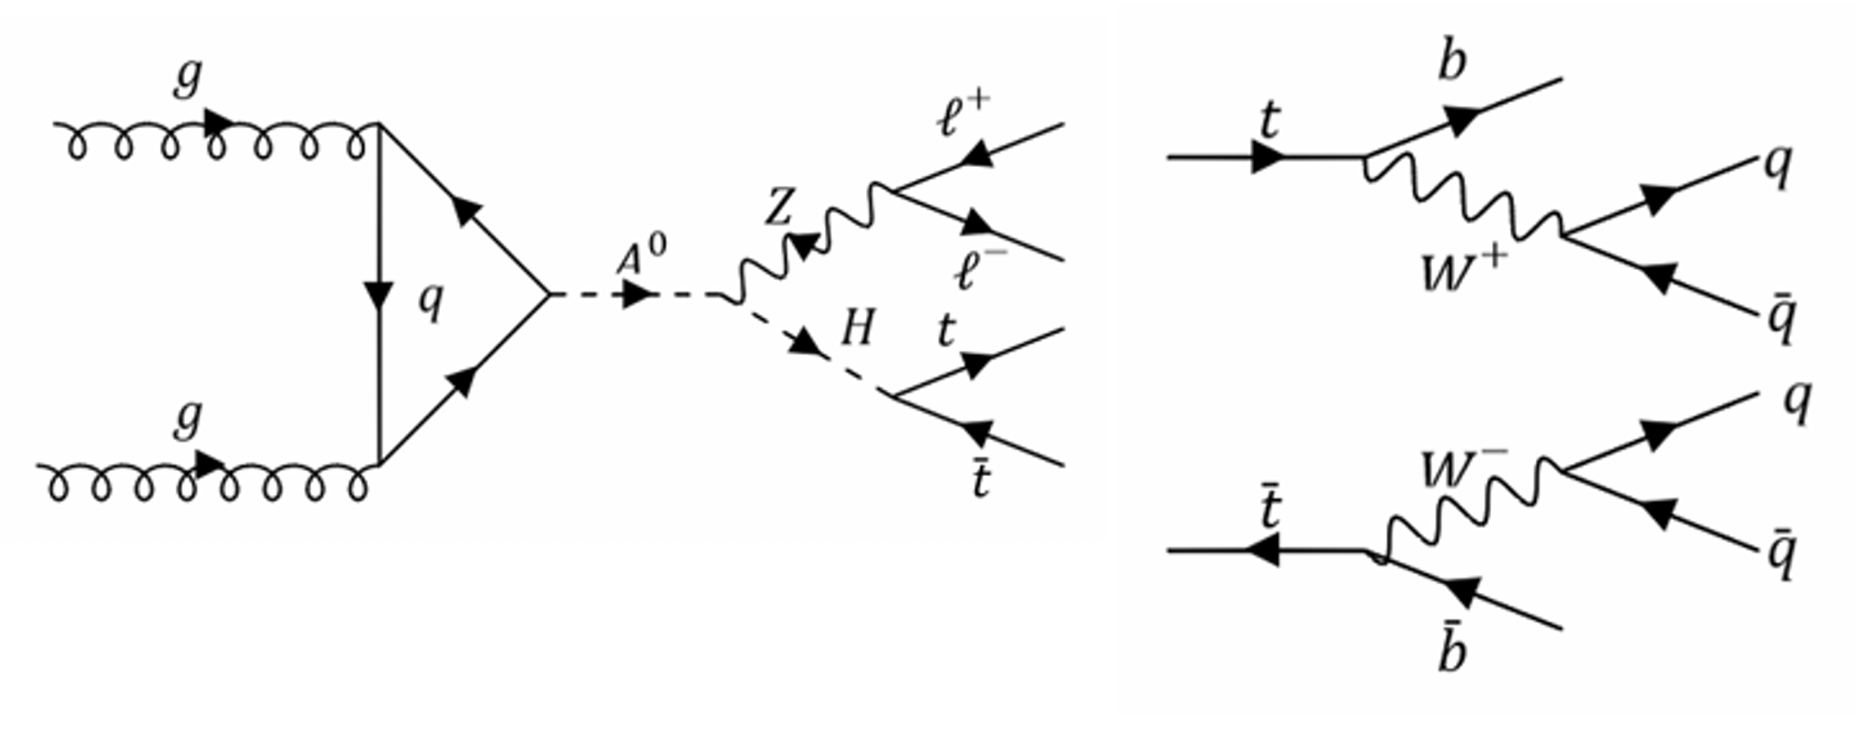 g
g
q
A⁰
Z
H
ℓ⁺
ℓ⁻
t
t̄
t
b
W⁺
q
q̄
t̄
W⁻
b̄
q
q̄